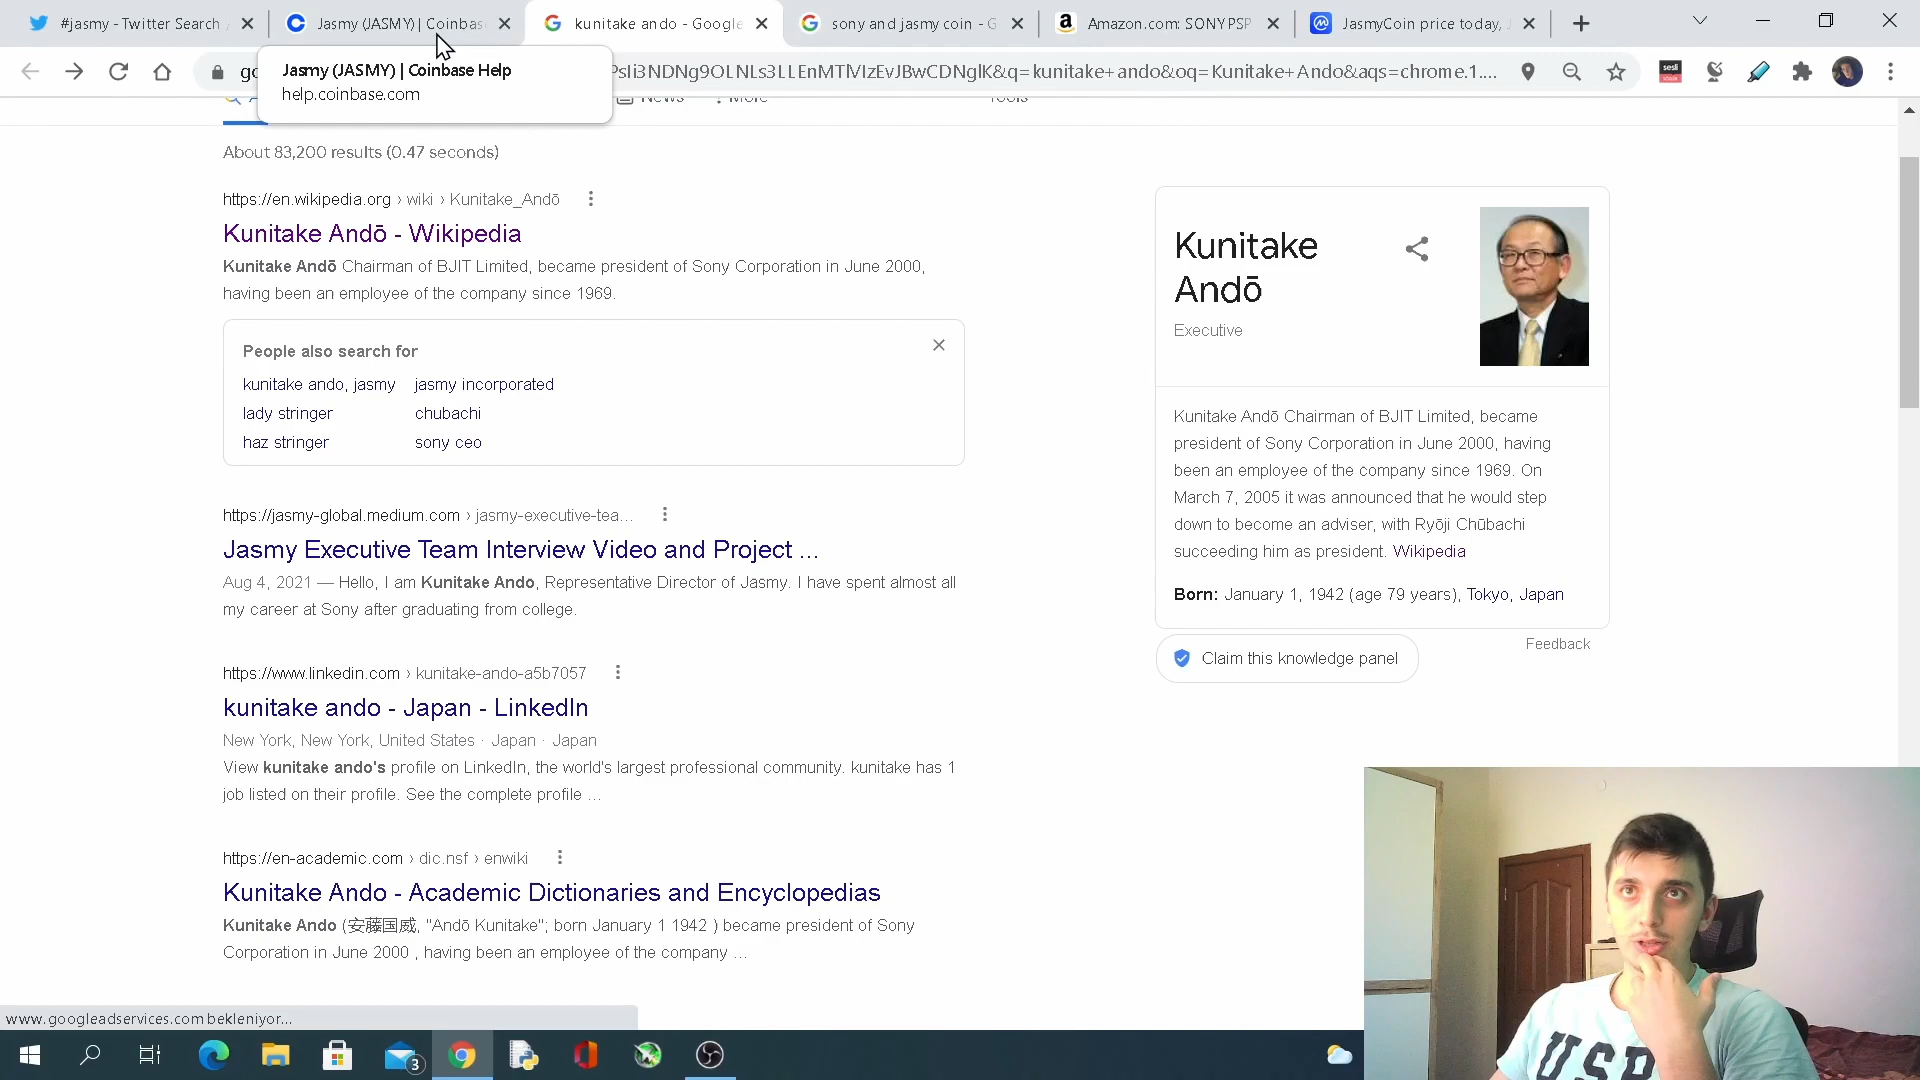 #jasmy - Twitter Search
Jasmy (JASMY) | Coinbas
kunitake ando - Google
sony and jasmy coin - G
Amazon.com: SONY PSP
JasmyCoin price today,
PsIi3NDNg9OLNLs3LLEnMTlVIzEvJBwCDNglK&q=kunitake+ando&oq=Kunitake+Ando&aqs=chrome.1....
sesli
Jasmy (JASMY) | Coinbase Help
help.coinbase.com
News
More
Tools
About 83,200 results (0.47 seconds)
https://en.wikipedia.org › wiki › Kunitake_Andō
Kunitake Andō - Wikipedia
Kunitake Andō Chairman of BJIT Limited, became president of Sony Corporation in June 2000,
having been an employee of the company since 1969.
People also search for
kunitake ando, jasmy
jasmy incorporated
lady stringer
chubachi
haz stringer
sony ceo
https://jasmy-global.medium.com › jasmy-executive-tea...
Jasmy Executive Team Interview Video and Project ...
Aug 4, 2021 — Hello, I am Kunitake Ando, Representative Director of Jasmy. I have spent almost all
my career at Sony after graduating from college.
https://www.linkedin.com › kunitake-ando-a5b7057
kunitake ando - Japan - LinkedIn
New York, New York, United States · Japan · Japan
View kunitake ando's profile on LinkedIn, the world's largest professional community. kunitake has 1
job listed on their profile. See the complete profile ...
https://en-academic.com › dic.nsf › enwiki
Kunitake Ando - Academic Dictionaries and Encyclopedias
Kunitake Ando (安藤国威, "Andō Kunitake"; born January 1 1942 ) became president of Sony
Corporation in June 2000 , having been an employee of the company ...
Kunitake
Andō
Executive
Kunitake Andō Chairman of BJIT Limited, became
president of Sony Corporation in June 2000, having
been an employee of the company since 1969. On
March 7, 2005 it was announced that he would step
down to become an adviser, with Ryōji Chūbachi
succeeding him as president. Wikipedia
Born: January 1, 1942 (age 79 years), Tokyo, Japan
Feedback
Claim this knowledge panel
www.googleadservices.com bekleniyor...
3